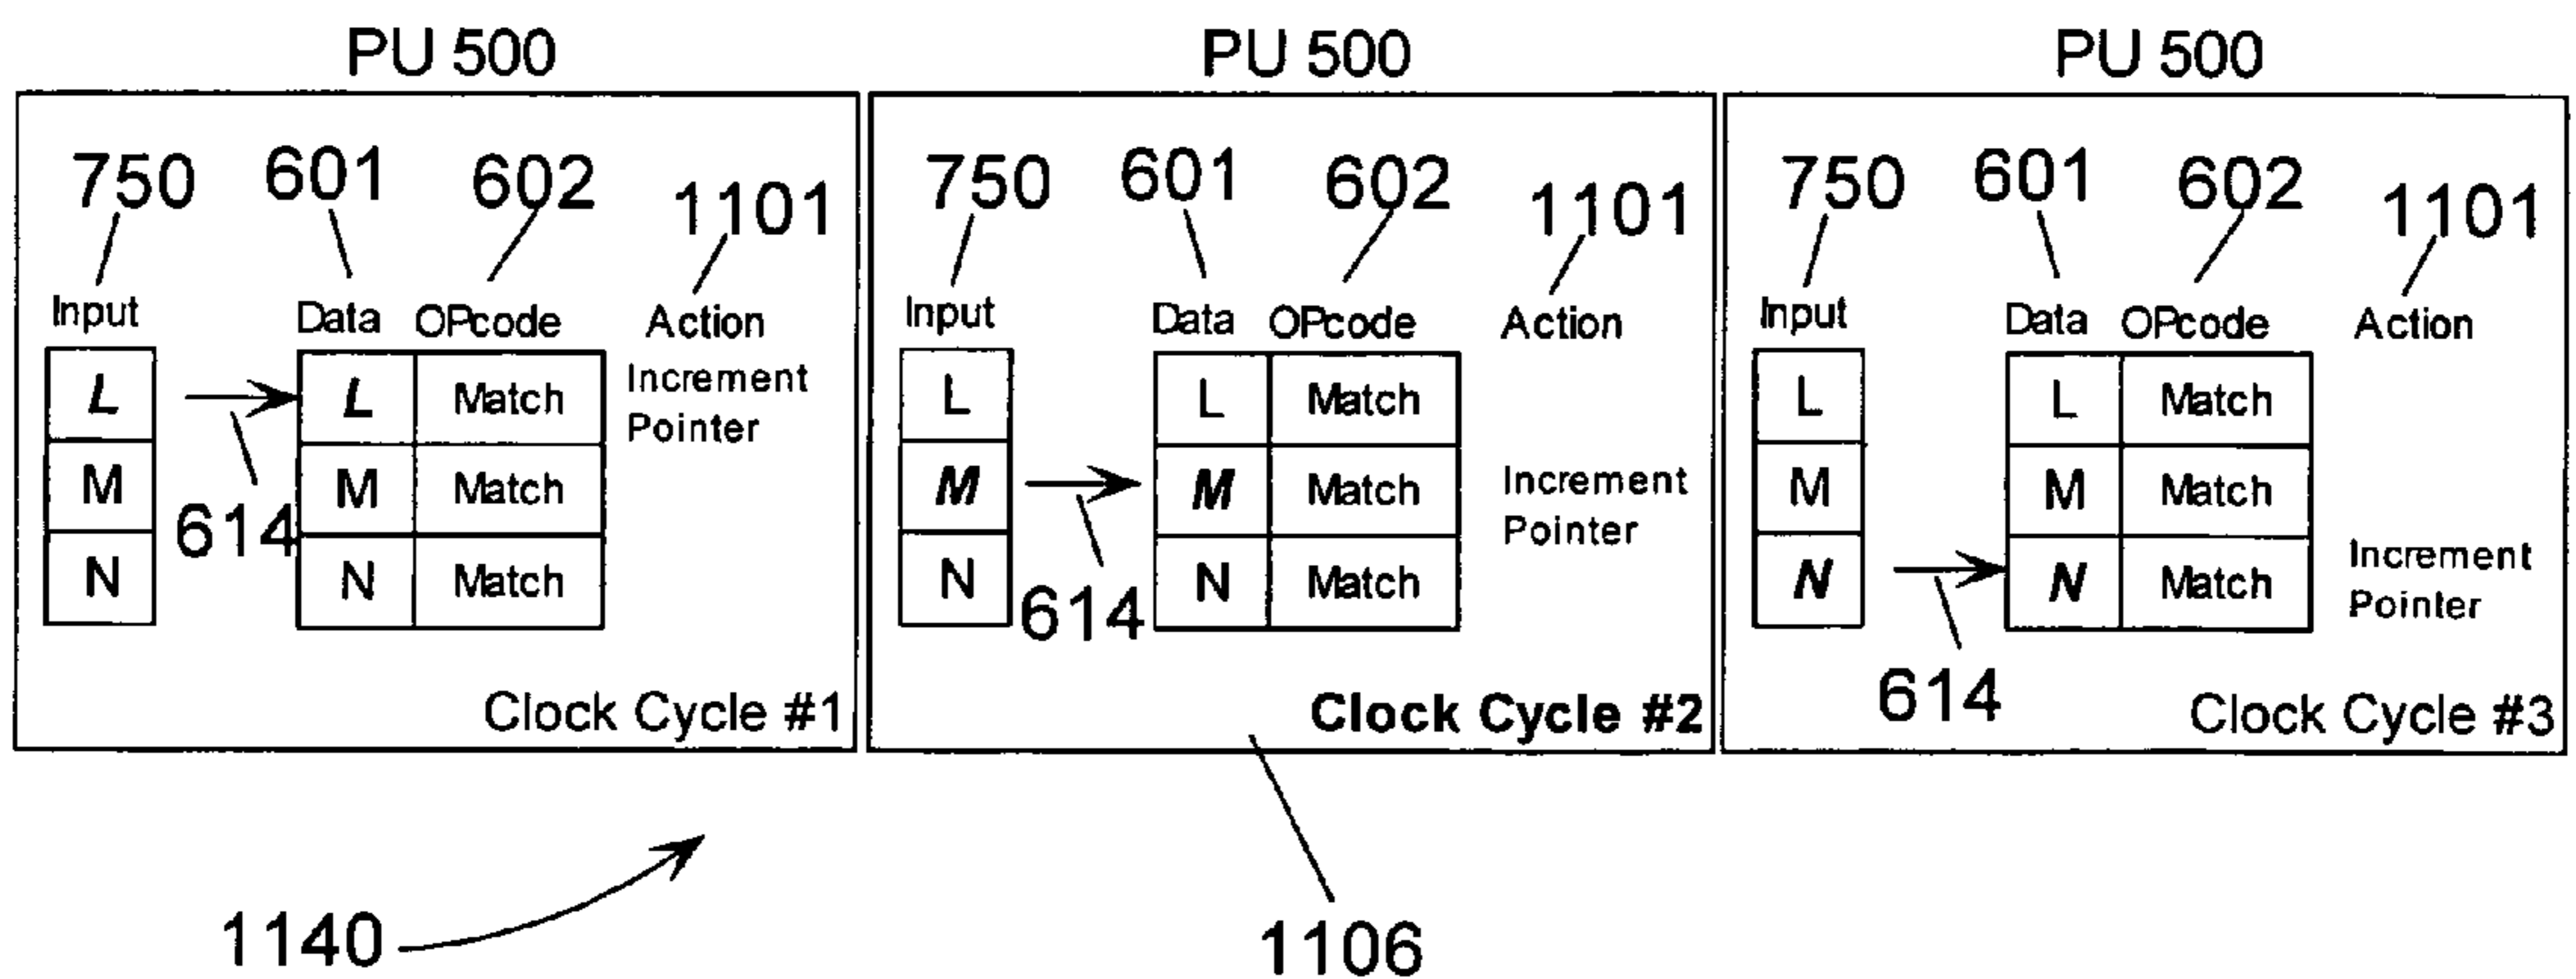 PU 500
750 601 602 1101
Input Data OPcode Action
L L Match Increment
Pointer
M M Match
614
N N Match
Clock Cycle #1
PU 500
750 601 602 1101
Input Data OPcode Action
L L Match
M M Match Increment
Pointer
N N Match
614
Clock Cycle #2
PU 500
750 601 602 1101
Input Data OPcode Action
L L Match
M M Match
N N Match Increment
Pointer
614
Clock Cycle #3
1140
1106